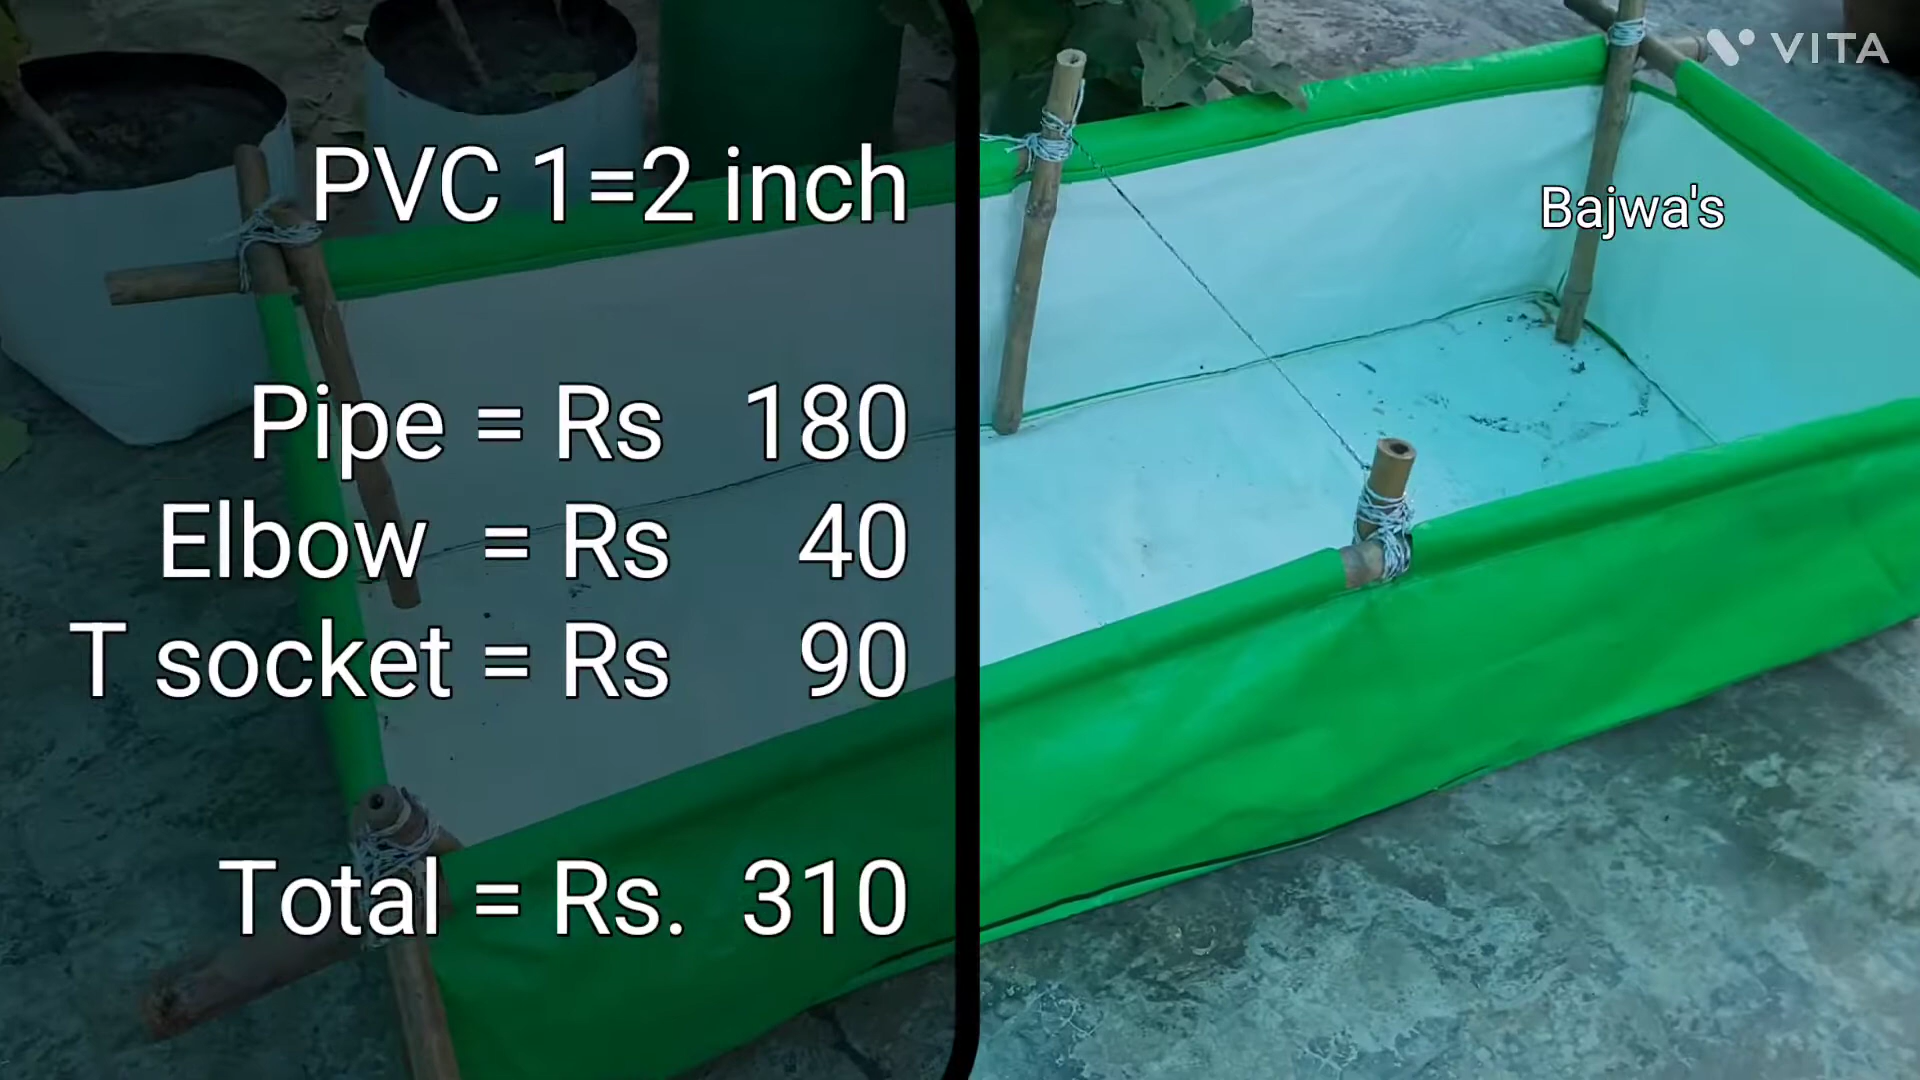 VITA
PVC 1=2 inch
Bajwa's
Pipe = Rs 180
Elbow = Rs 40
T socket = Rs 90
Total = Rs. 310